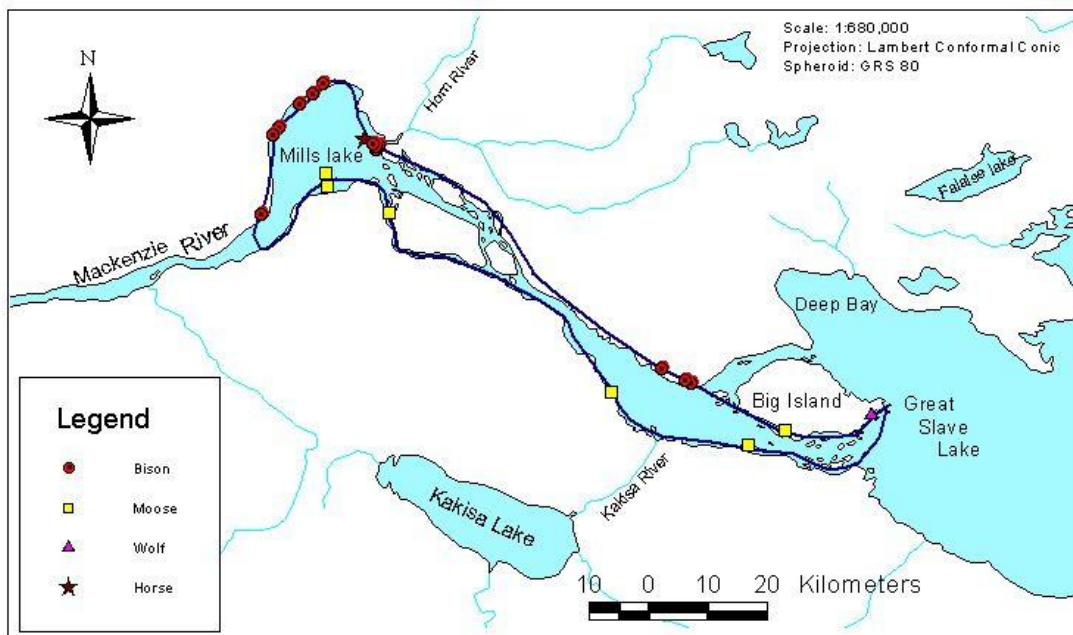 Scale: 1:680,000
Projection: Lambert Conformal Conic
Spheroid: GRS 80
N
Horn River
Mills lake
Falaise lake
Mackenzie River
Deep Bay
Big Island
Great
Slave
Lake
Kakisa River
Kakisa Lake
Legend
Bison
Moose
Wolf
Horse
10 0 10 20 Kilometers